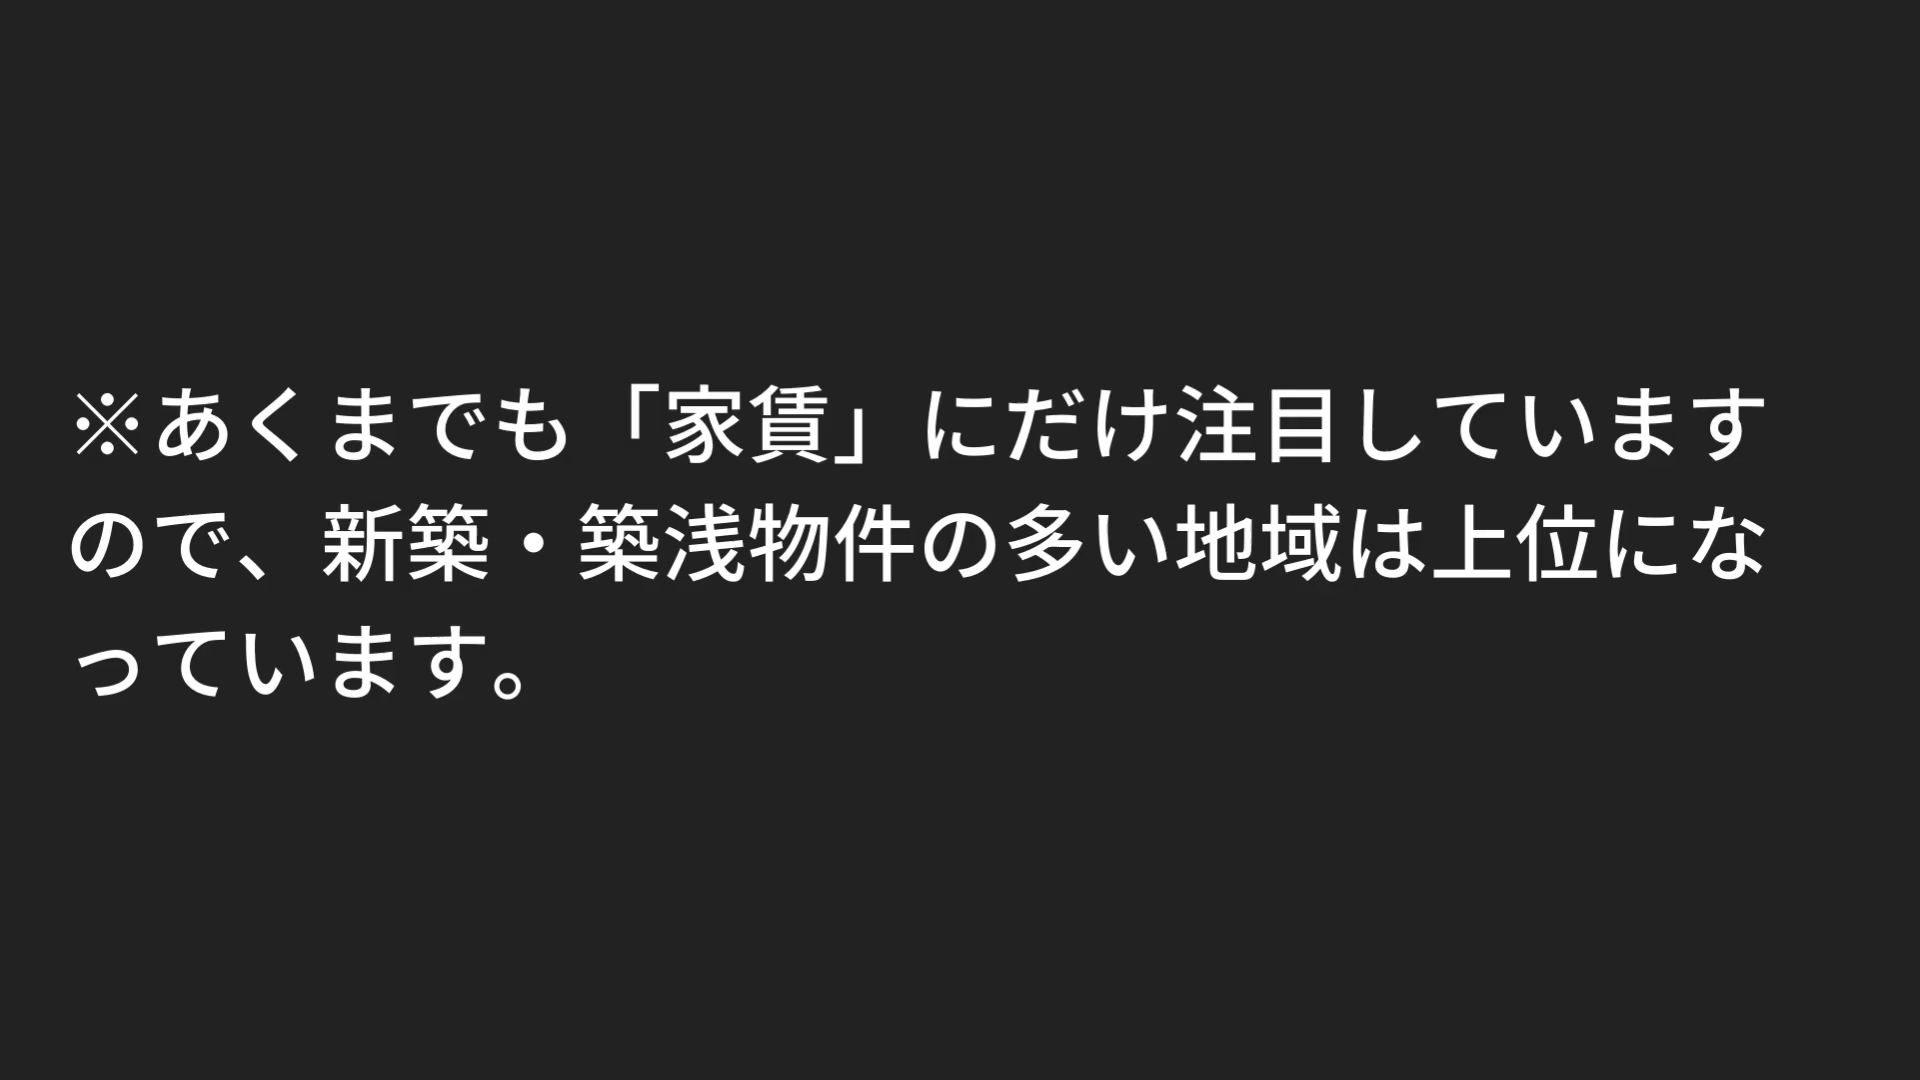 ※あくまでも「家賃」にだけ注目しています
ので、新築・築浅物件の多い地域は上位にな
っています。